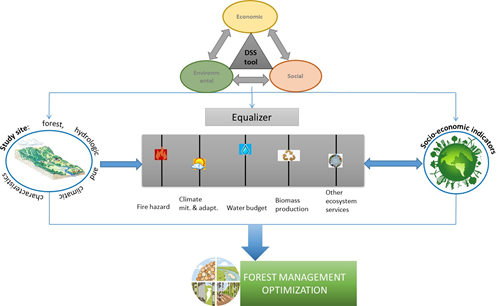 Economic
DSS
tool
Environm
ental
Social
Equalizer
Study site: forest, hydrologic and climatic characteristics
Socio-economic indicators
Fire hazard
Climate
mit. & adapt.
Water budget
Biomass
production
Other
ecosystem
services
FOREST MANAGEMENT
OPTIMIZATION